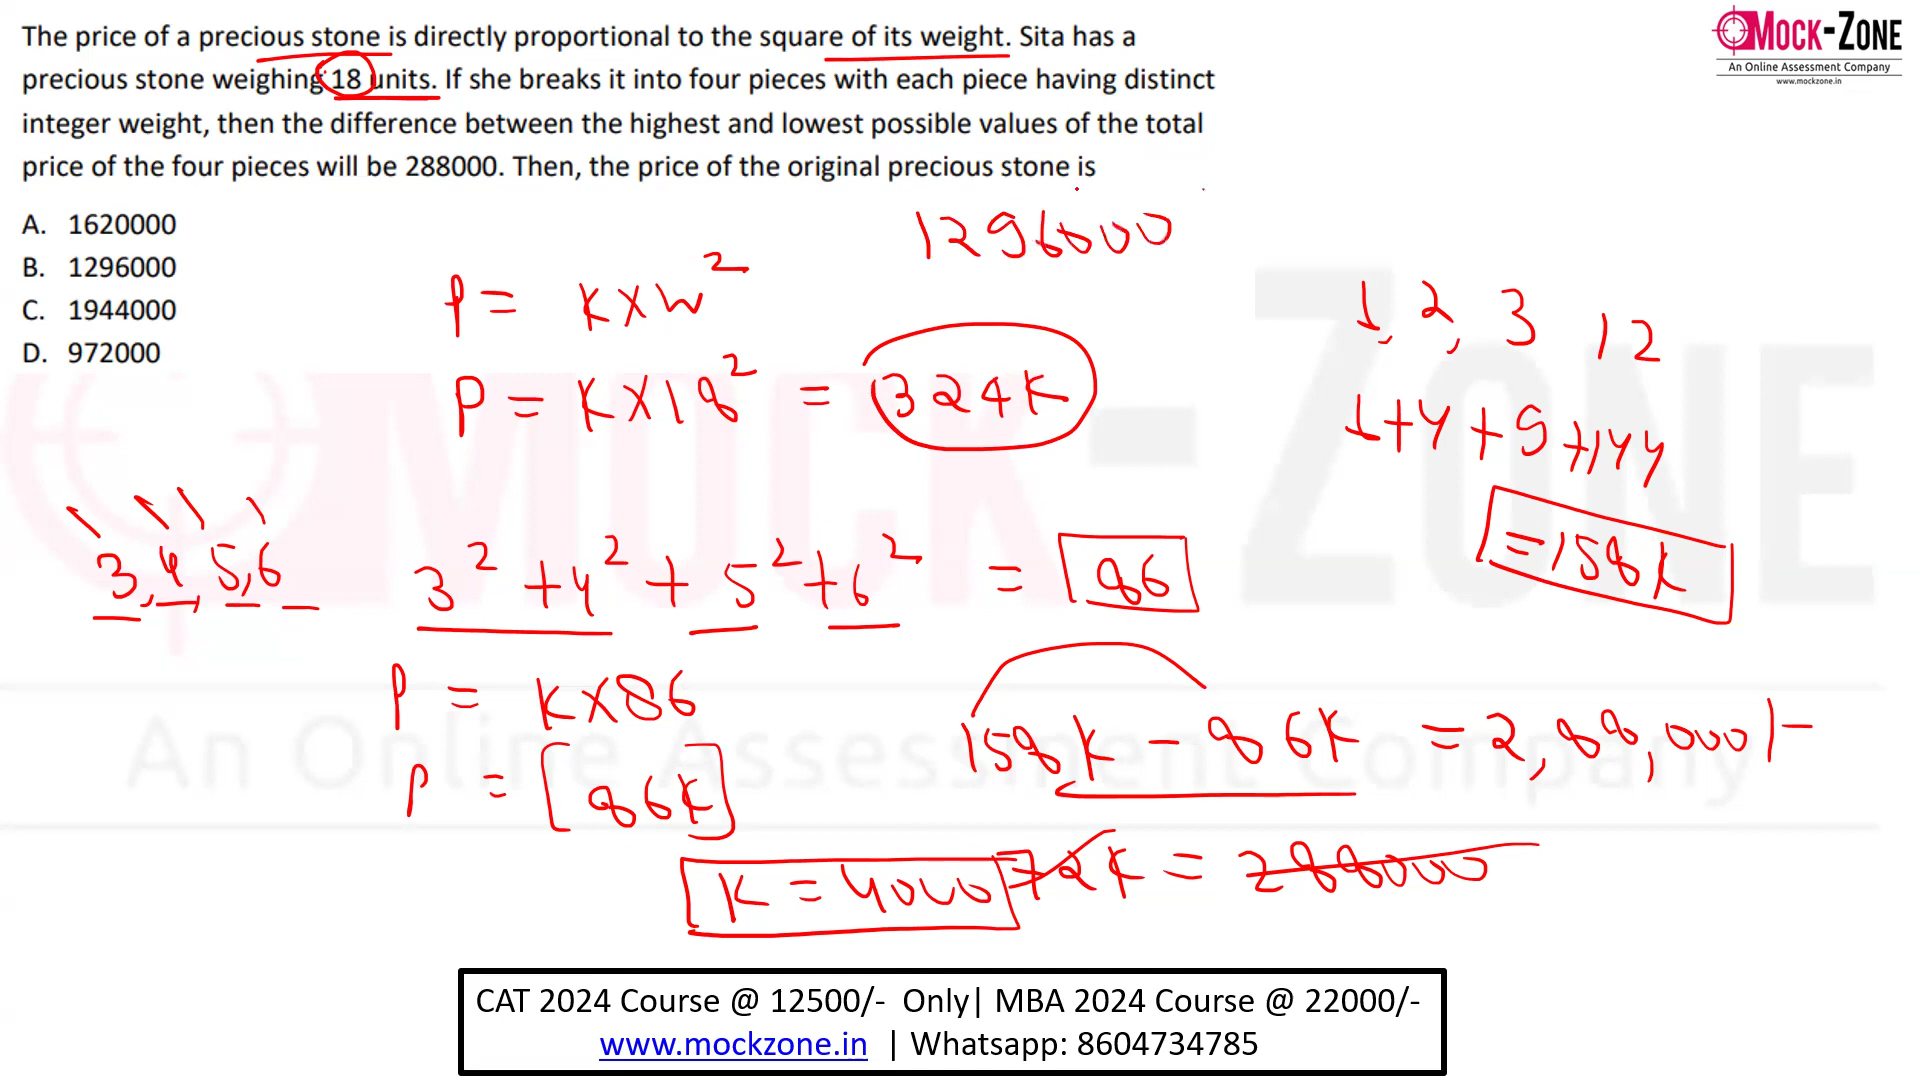 The price of a precious stone is directly proportional to the square of its weight. Sita has a
precious stone weighing 18 units. If she breaks it into four pieces with each piece having distinct
integer weight, then the difference between the highest and lowest possible values of the total
price of the four pieces will be 288000. Then, the price of the original precious stone is
MOCK-ZONE
An Online Assessment Company
www.mockzone.in
A. 1620000
B. 1296000
C. 1944000
D. 972000
1296000
P = K×W²
P = K×18² = 324K
1, 2, 3 12
1+4+9+144
=158K
3,4,5,6
3²+4²+5²+6² = 86
P = K×86
P = [86K]
158K - 86K = 2,88,000/-
72K = 288000
K = 4000
MOCK-ZONE
An Online Assessment Company
CAT 2024 Course @ 12500/- Only| MBA 2024 Course @ 22000/-
www.mockzone.in | Whatsapp: 8604734785